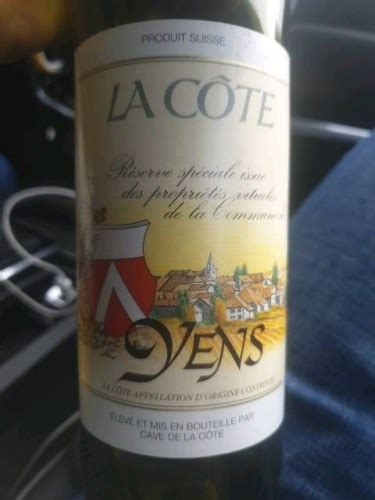 PRODUIT SUISSE
LA CÔTE
Réserve spéciale issue
des propriétés viticoles
de la Commune de
YENS
LA CÔTE APPELLATION D'ORIGINE CONTRÔLÉE
ÉLEVÉ ET MIS EN BOUTEILLE PAR
CAVE DE LA CÔTE